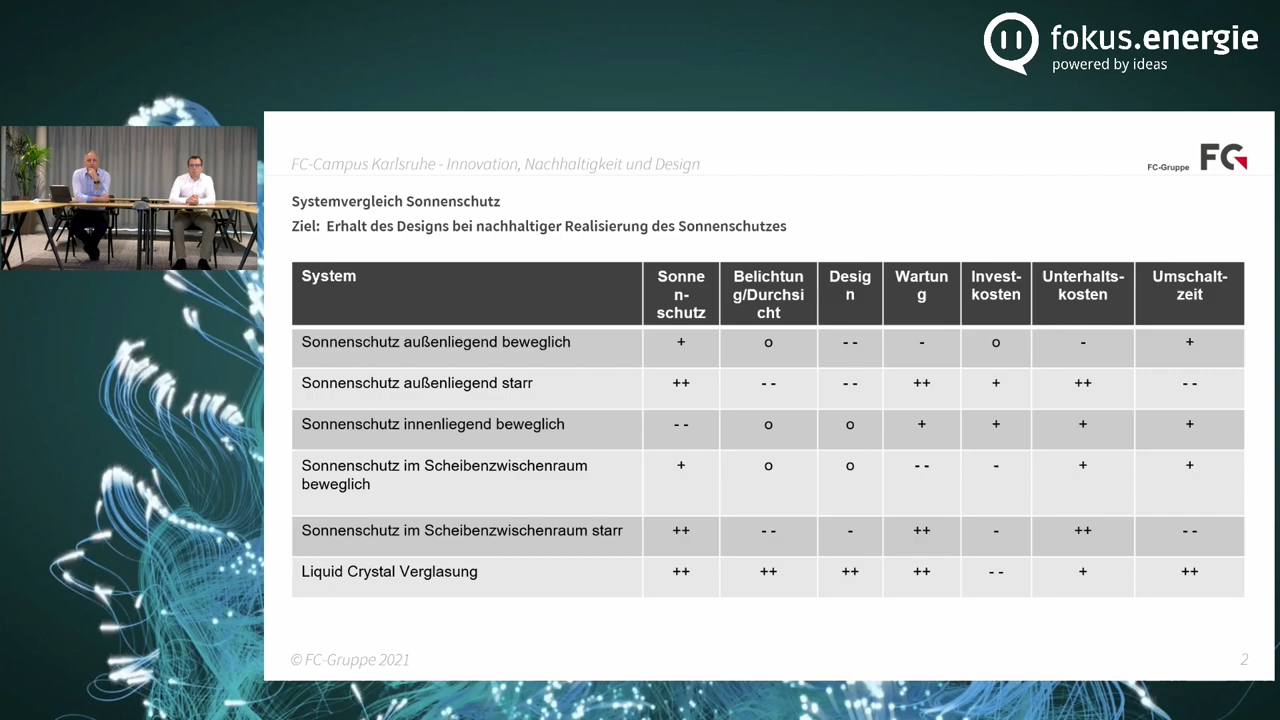 fokus.energie
powered by ideas
FC-Campus Karlsruhe - Innovation, Nachhaltigkeit und Design
FC-Gruppe FC
Systemvergleich Sonnenschutz
Ziel: Erhalt des Designs bei nachhaltiger Realisierung des Sonnenschutzes
System
Sonne
n-
schutz
Belichtun
g/Durchsi
cht
Desig
n
Wartun
g
Invest-
kosten
Unterhalts-
kosten
Umschalt-
zeit
Sonnenschutz außenliegend beweglich + o - - - o - +
Sonnenschutz außenliegend starr ++ - - - - ++ + ++ - -
Sonnenschutz innenliegend beweglich - - o o + + + +
Sonnenschutz im Scheibenzwischenraum + o o - - - + +
beweglich
Sonnenschutz im Scheibenzwischenraum starr ++ - - - ++ - ++ - -
Liquid Crystal Verglasung ++ ++ ++ ++ - - + ++
© FC-Gruppe 2021
2